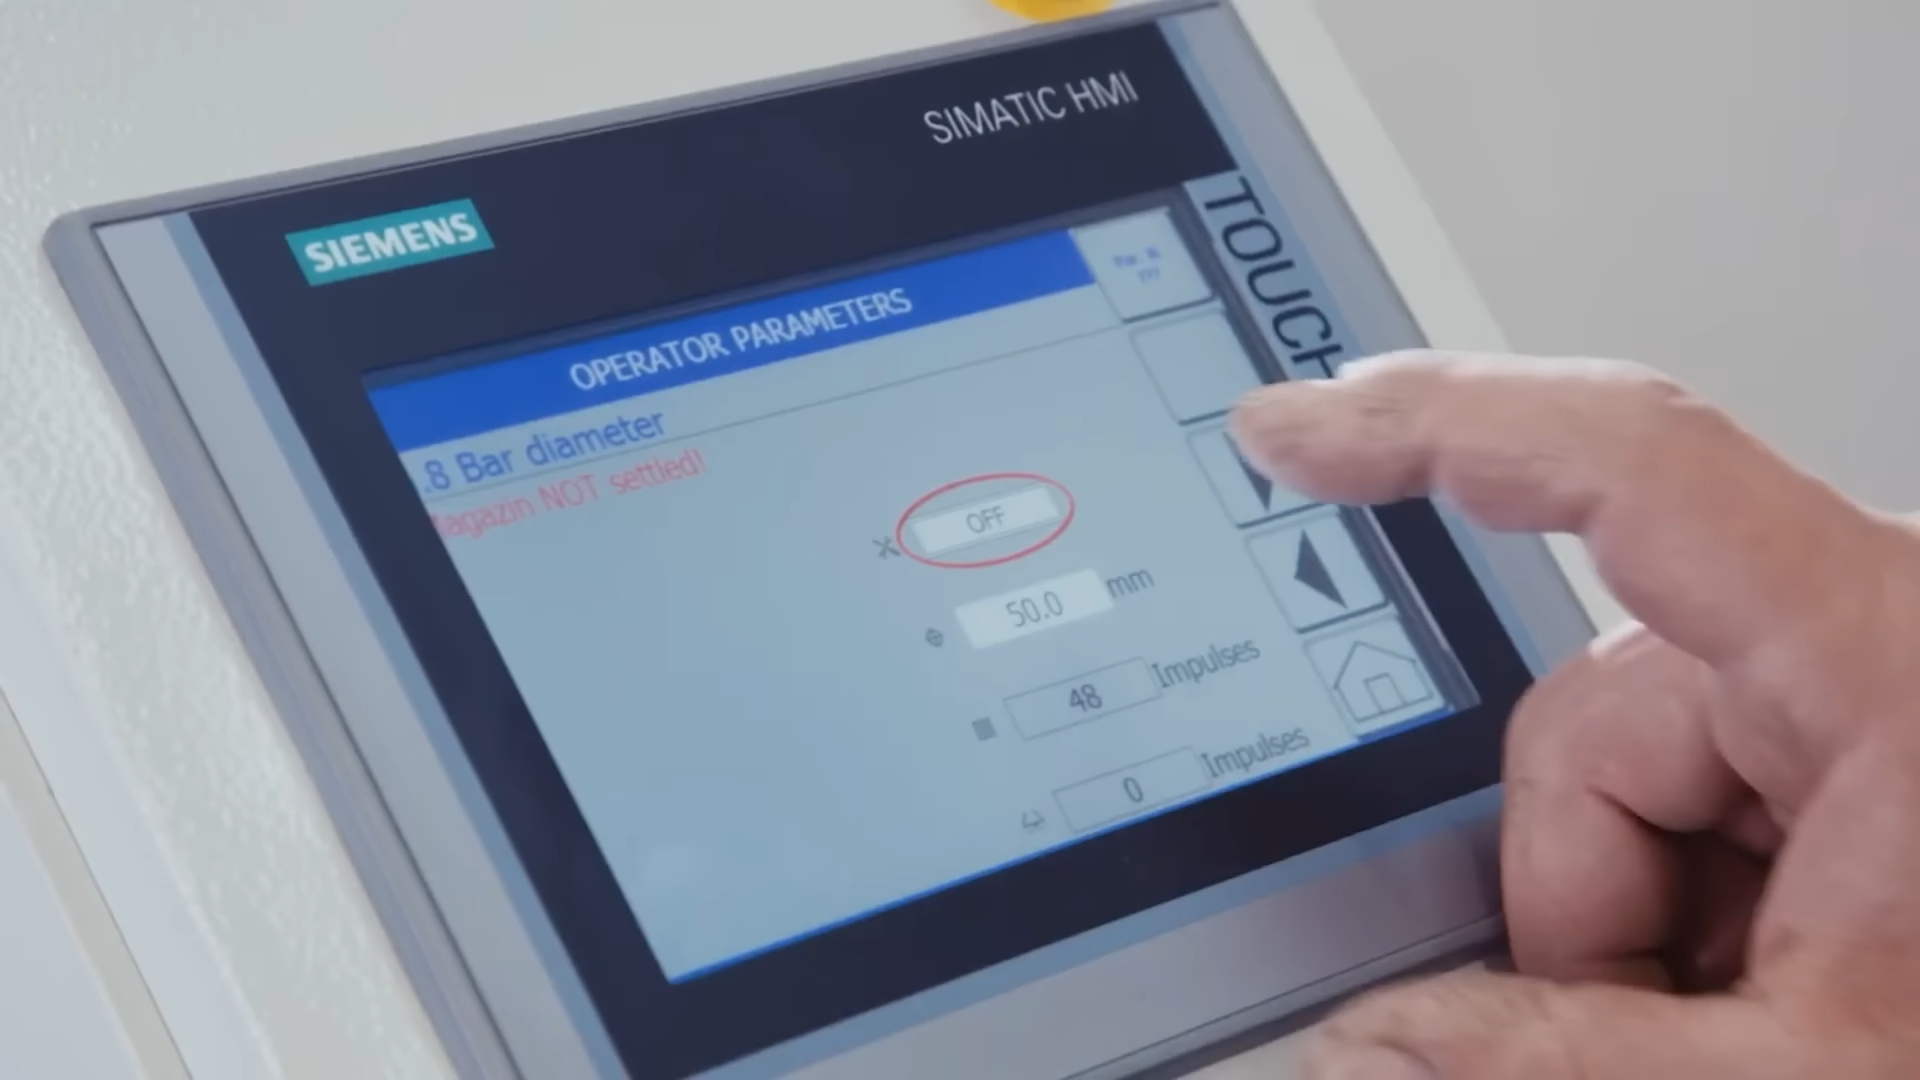 SIMATIC HMI
SIEMENS
TOUCH
OPERATOR PARAMETERS
.8 Bar diameter
Magazin NOT settled!
OFF
50.0 mm
48 Impulses
0 Impulses